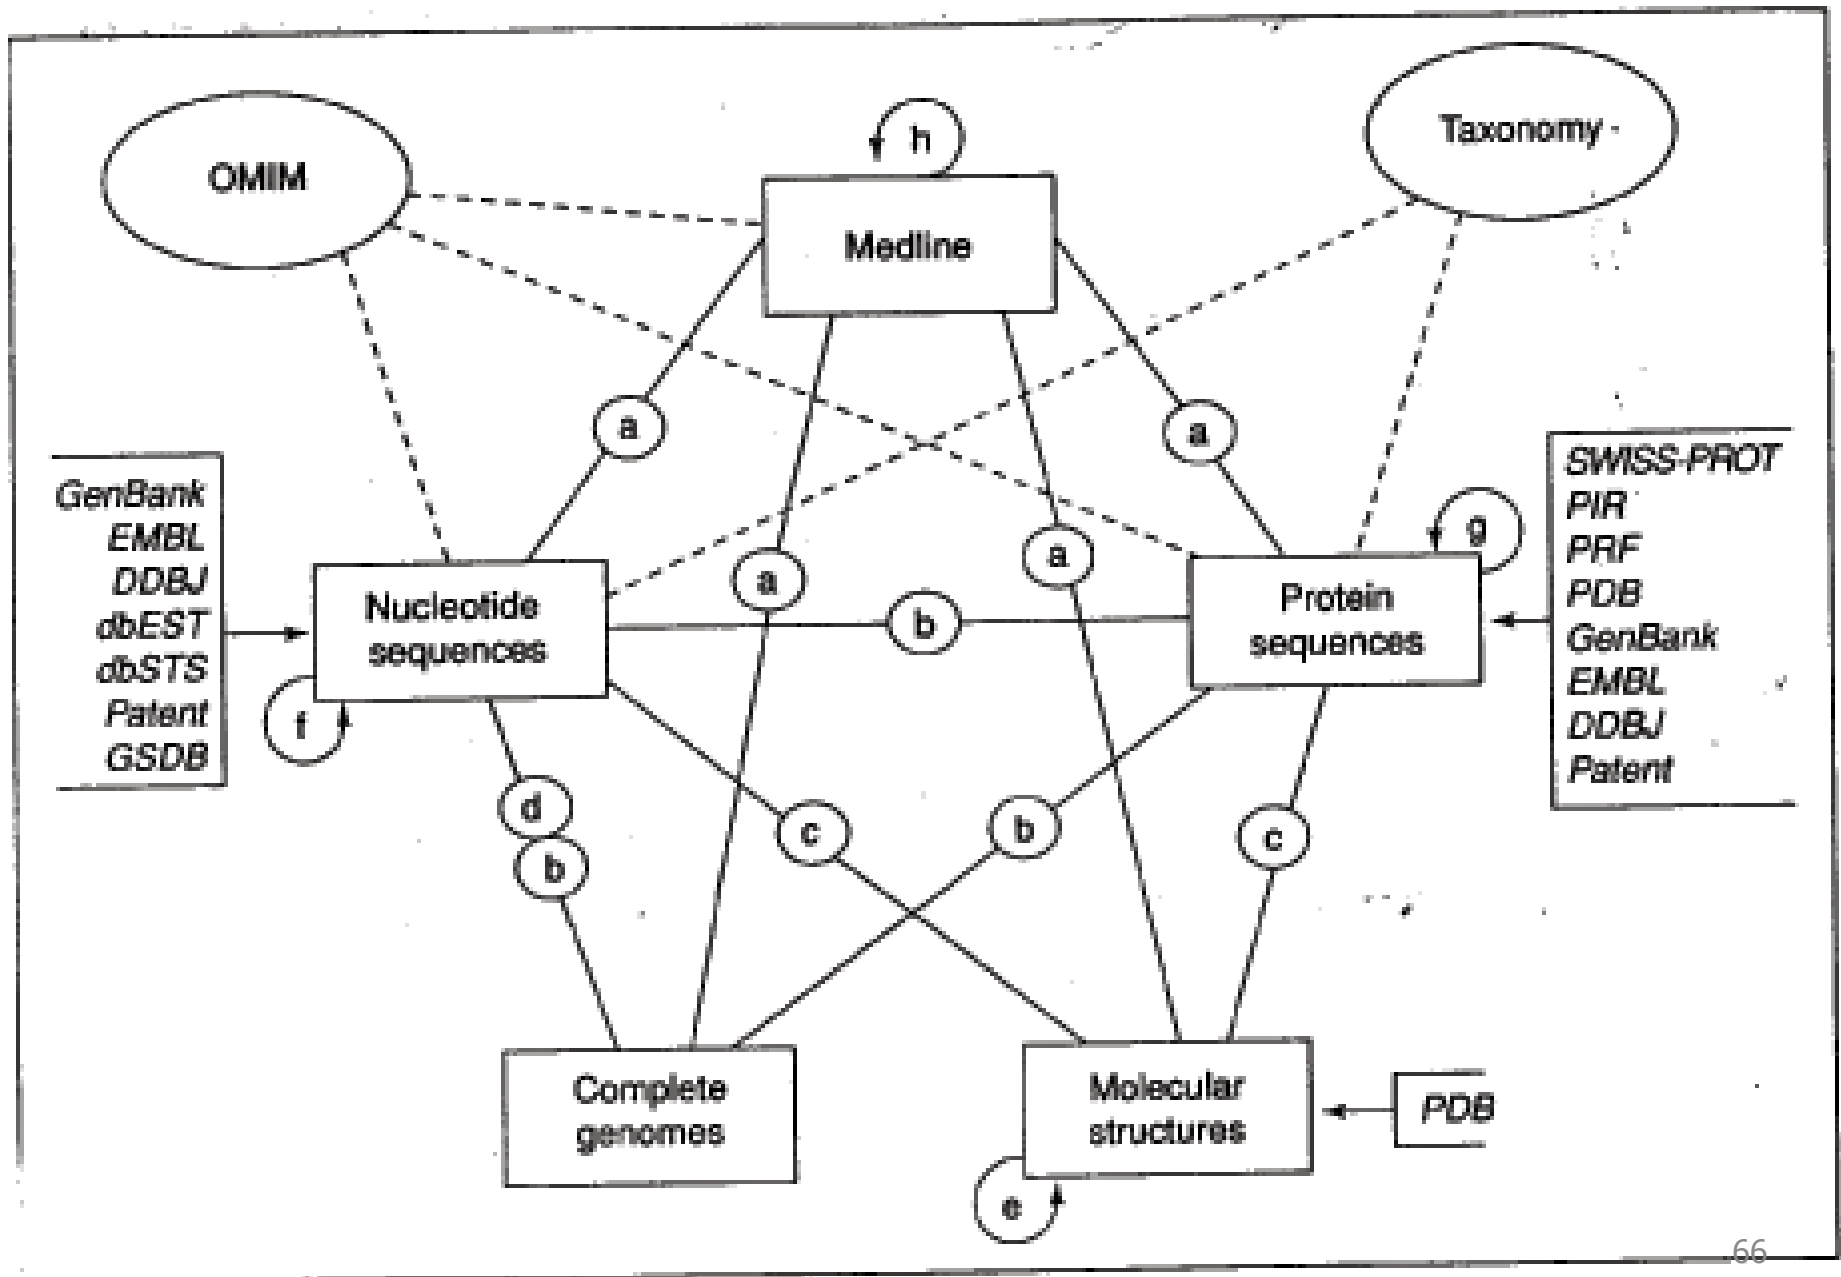 OMIM
h
Taxonomy
Medline
a
a
GenBank
EMBL
DDBJ
dbEST
dbSTS
Patent
GSDB
Nucleotide
sequences
f
a
a
b
Protein
sequences
g
SWISS-PROT
PIR
PRF
PDB
GenBank
EMBL
DDBJ
Patent
d
b
c
b
c
Complete
genomes
Molecular
structures
e
PDB
66